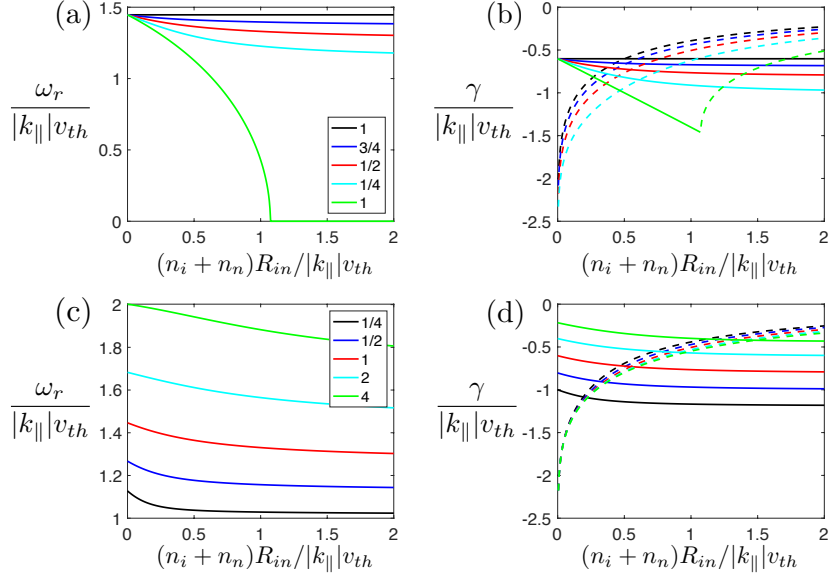 (a)
ω_r / |k_∥|v_th
1.5
1
0.5
0
1
3/4
1/2
1/4
1
0 0.5 1 1.5 2
(n_i + n_n)R_in/|k_∥|v_th
(b)
γ / |k_∥|v_th
0
-0.5
-1
-1.5
-2
-2.5
0 0.5 1 1.5 2
(n_i + n_n)R_in/|k_∥|v_th
(c)
ω_r / |k_∥|v_th
2
1.8
1.6
1.4
1.2
1
1/4
1/2
1
2
4
0 0.5 1 1.5 2
(n_i + n_n)R_in/|k_∥|v_th
(d)
γ / |k_∥|v_th
0
-0.5
-1
-1.5
-2
-2.5
0 0.5 1 1.5 2
(n_i + n_n)R_in/|k_∥|v_th